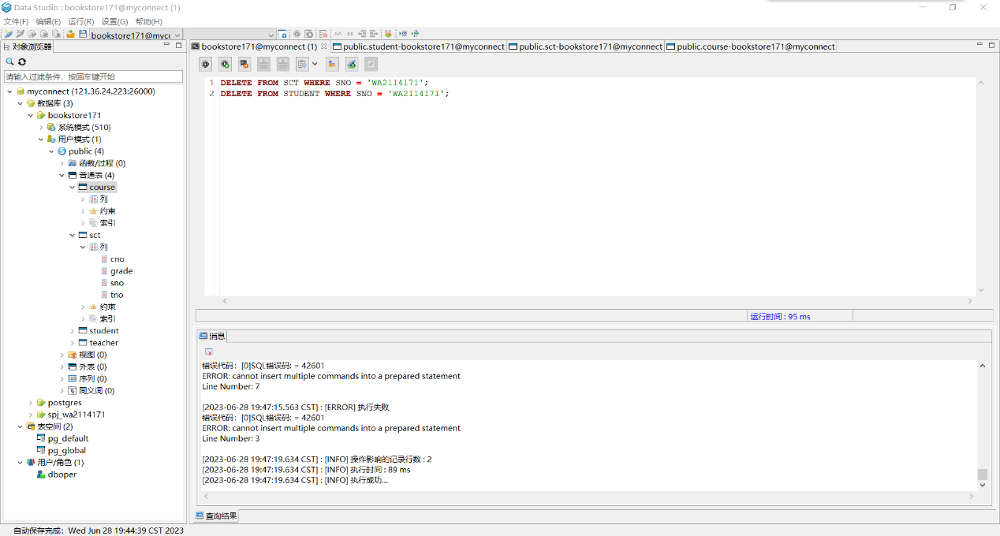 Data Studio : bookstore171@myconnect (1)
文件(F) 编辑(E) 运行(R) 设置(G) 帮助(H)
bookstore171@mycc
对象浏览器
请输入过滤条件，按回车键开始
myconnect (121.36.24.223:26000)
数据库 (3)
bookstore171
系统模式 (510)
用户模式 (1)
public (4)
函数/过程 (0)
普通表 (4)
course
列
约束
索引
sct
列
cno
grade
sno
tno
约束
索引
student
teacher
视图 (0)
外表 (0)
序列 (0)
同义词 (0)
postgres
spj_wa2114171
表空间 (2)
pg_default
pg_global
用户/角色 (1)
dboper
bookstore171@myconnect (1) public.student-bookstore171@myconnect public.sct-bookstore171@myconnect public.course-bookstore171@myconnect
1 DELETE FROM SCT WHERE SNO = 'WA2114171';
2 DELETE FROM STUDENT WHERE SNO = 'WA2114171';
运行时间 : 95 ms
消息
错误代码：[0]SQL错误码: = 42601
ERROR: cannot insert multiple commands into a prepared statement
Line Number: 7
[2023-06-28 19:47:15.563 CST] : [ERROR] 执行失败
错误代码：[0]SQL错误码: = 42601
ERROR: cannot insert multiple commands into a prepared statement
Line Number: 3
[2023-06-28 19:47:19.634 CST] : [INFO] 操作影响的记录行数 : 2
[2023-06-28 19:47:19.634 CST] : [INFO] 执行时间 : 89 ms
[2023-06-28 19:47:19.634 CST] : [INFO] 执行成功...
查询结果
自动保存完成：Wed Jun 28 19:44:39 CST 2023